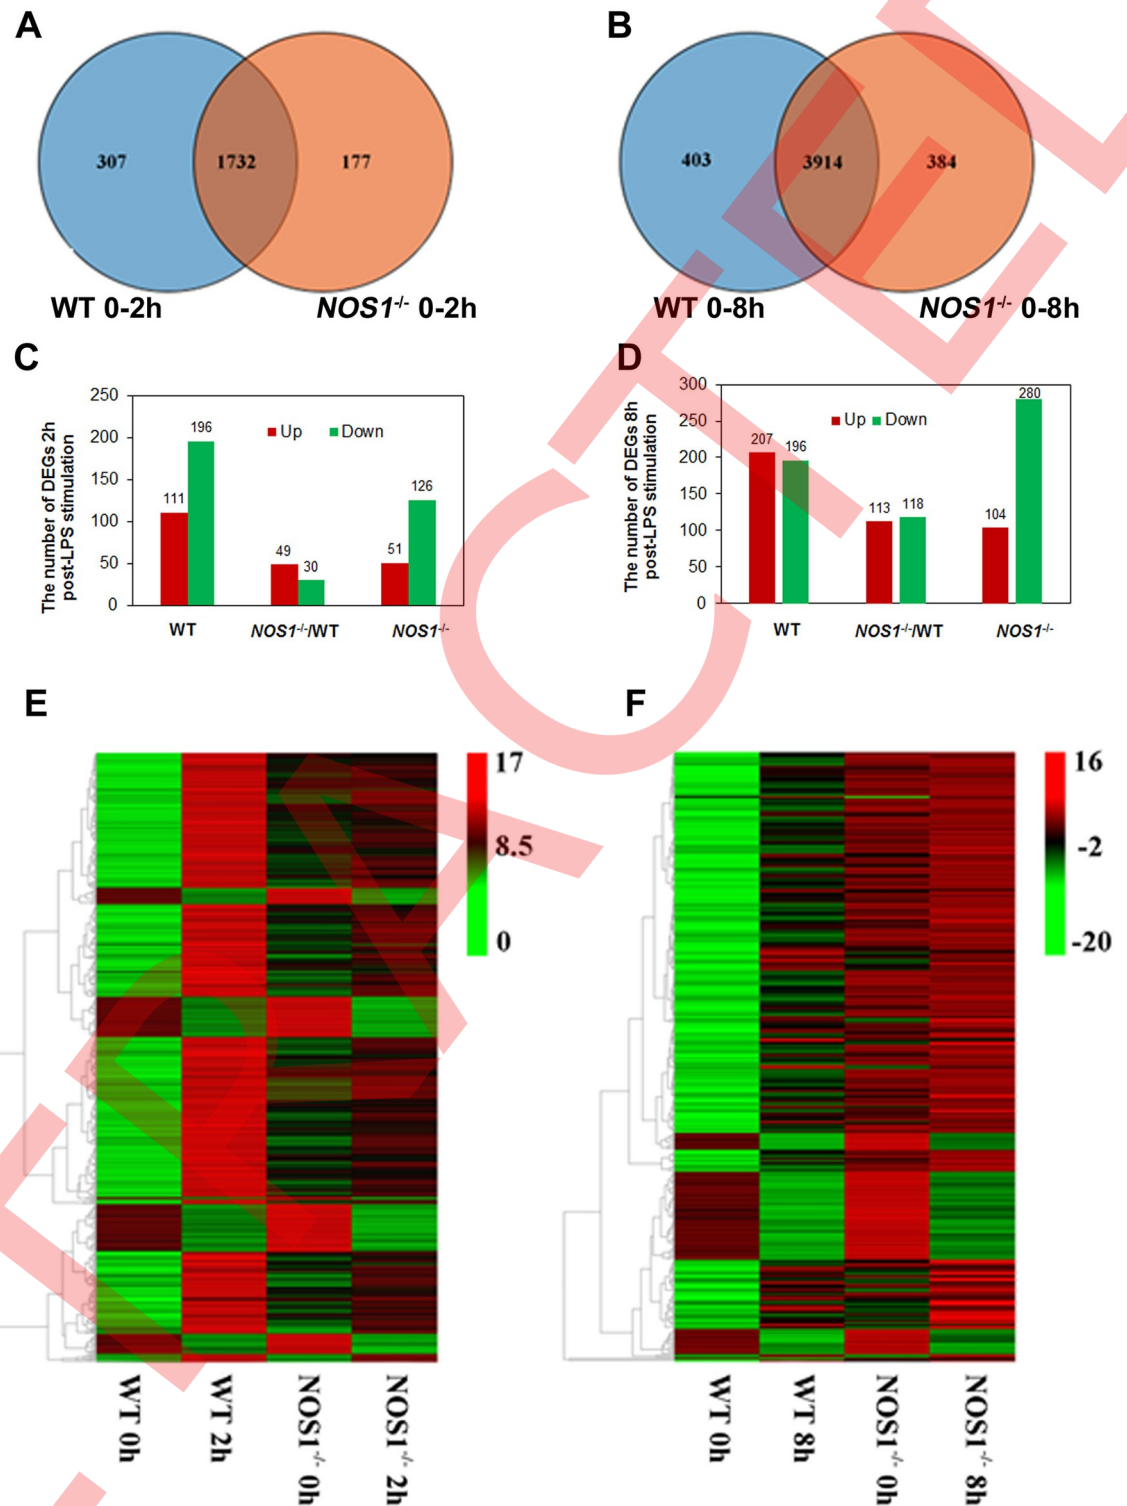 A
B
307
1732
177
403
3914
384
WT 0-2h
NOS1-/- 0-2h
WT 0-8h
NOS1-/- 0-8h
C
The number of DEGs 2h
post-LPS stimulation
250
200
150
100
50
0
Up
Down
111
196
49
30
51
126
WT
NOS1-/-/WT
NOS1-/-
D
The number of DEGs 8h
post-LPS stimulation
300
250
200
150
100
50
0
Up
Down
207
196
113
118
104
280
WT
NOS1-/-/WT
NOS1-/-
E
17
8.5
0
WT 0h
WT 2h
NOS1-/- 0h
NOS1-/- 2h
F
16
-2
-20
WT 0h
WT 8h
NOS1-/- 0h
NOS1-/- 8h